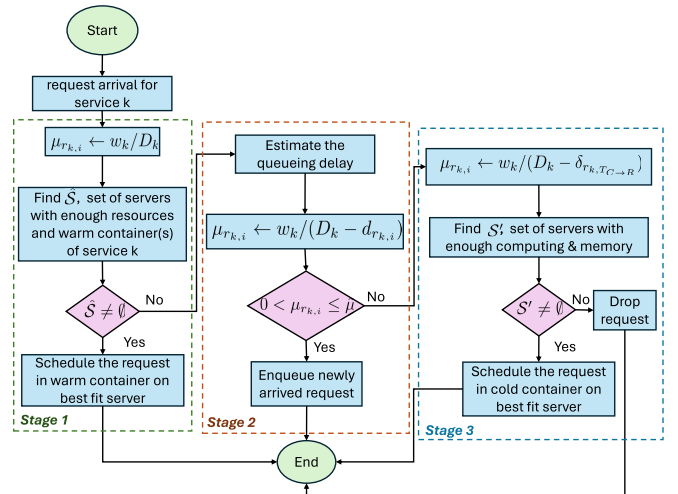 Start
request arrival for
service k
μ_{r_{k,i}} ← w_k/D_k
Find Ŝ, set of servers
with enough resources
and warm container(s)
of service k
Ŝ ≠ ∅
No
Yes
Schedule the request
in warm container on
best fit server
Stage 1
Estimate the
queueing delay
μ_{r_{k,i}} ← w_k/(D_k − d_{r_{k,i}})
0 < μ_{r_{k,i}} ≤ μ
No
Yes
Enqueue newly
arrived request
Stage 2
μ_{r_{k,i}} ← w_k/(D_k − δ_{r_k,T_{C→R}})
Find S′, set of servers with
enough computing & memory
S′ ≠ ∅
No
Drop
request
Yes
Schedule the request
in cold container on
best fit server
Stage 3
End